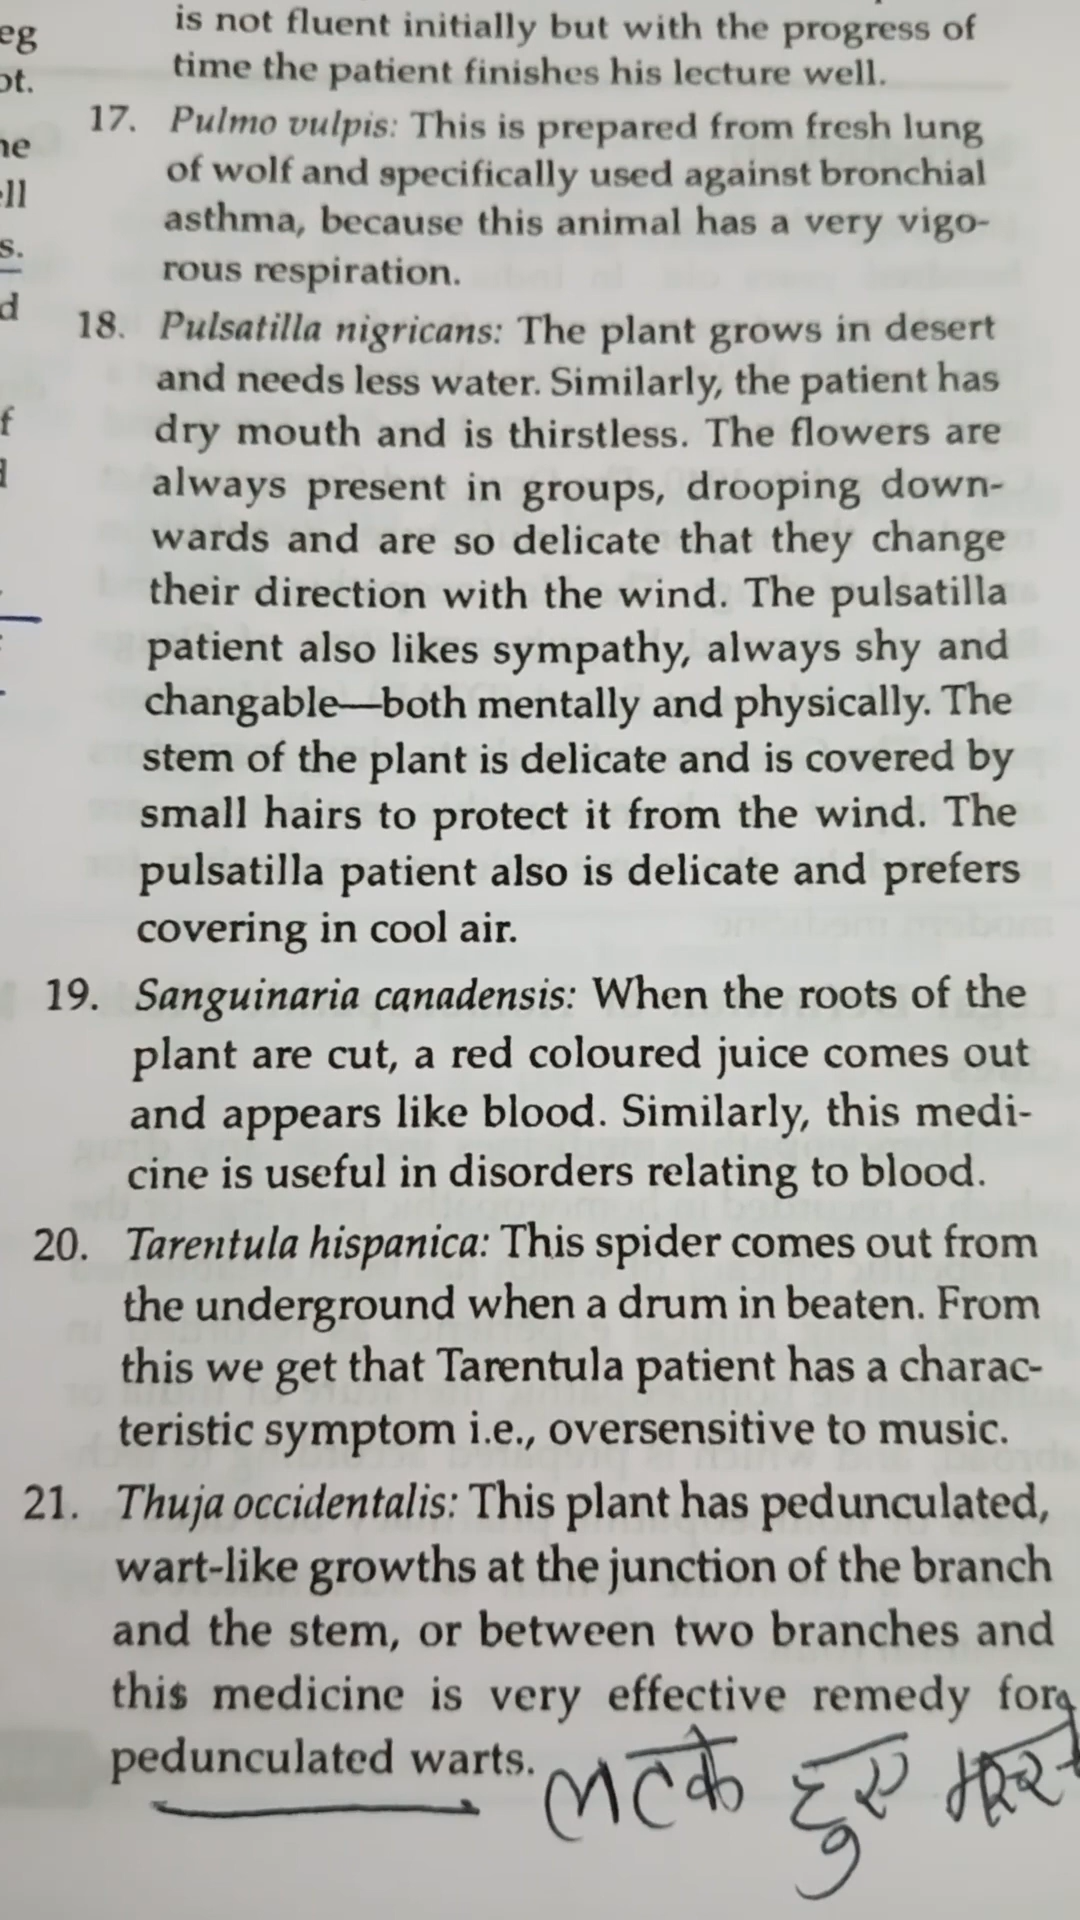 eg
ot.
ne
ell
s.
d
f
is not fluent initially but with the progress of
time the patient finishes his lecture well.
17. Pulmo vulpis: This is prepared from fresh lung
of wolf and specifically used against bronchial
asthma, because this animal has a very vigo-
rous respiration.
18. Pulsatilla nigricans: The plant grows in desert
and needs less water. Similarly, the patient has
dry mouth and is thirstless. The flowers are
always present in groups, drooping down-
wards and are so delicate that they change
their direction with the wind. The pulsatilla
patient also likes sympathy, always shy and
changable—both mentally and physically. The
stem of the plant is delicate and is covered by
small hairs to protect it from the wind. The
pulsatilla patient also is delicate and prefers
covering in cool air.
19. Sanguinaria canadensis: When the roots of the
plant are cut, a red coloured juice comes out
and appears like blood. Similarly, this medi-
cine is useful in disorders relating to blood.
20. Tarentula hispanica: This spider comes out from
the underground when a drum in beaten. From
this we get that Tarentula patient has a charac-
teristic symptom i.e., oversensitive to music.
21. Thuja occidentalis: This plant has pedunculated,
wart-like growths at the junction of the branch
and the stem, or between two branches and
this medicine is very effective remedy for
pedunculated warts.
लटके हुए